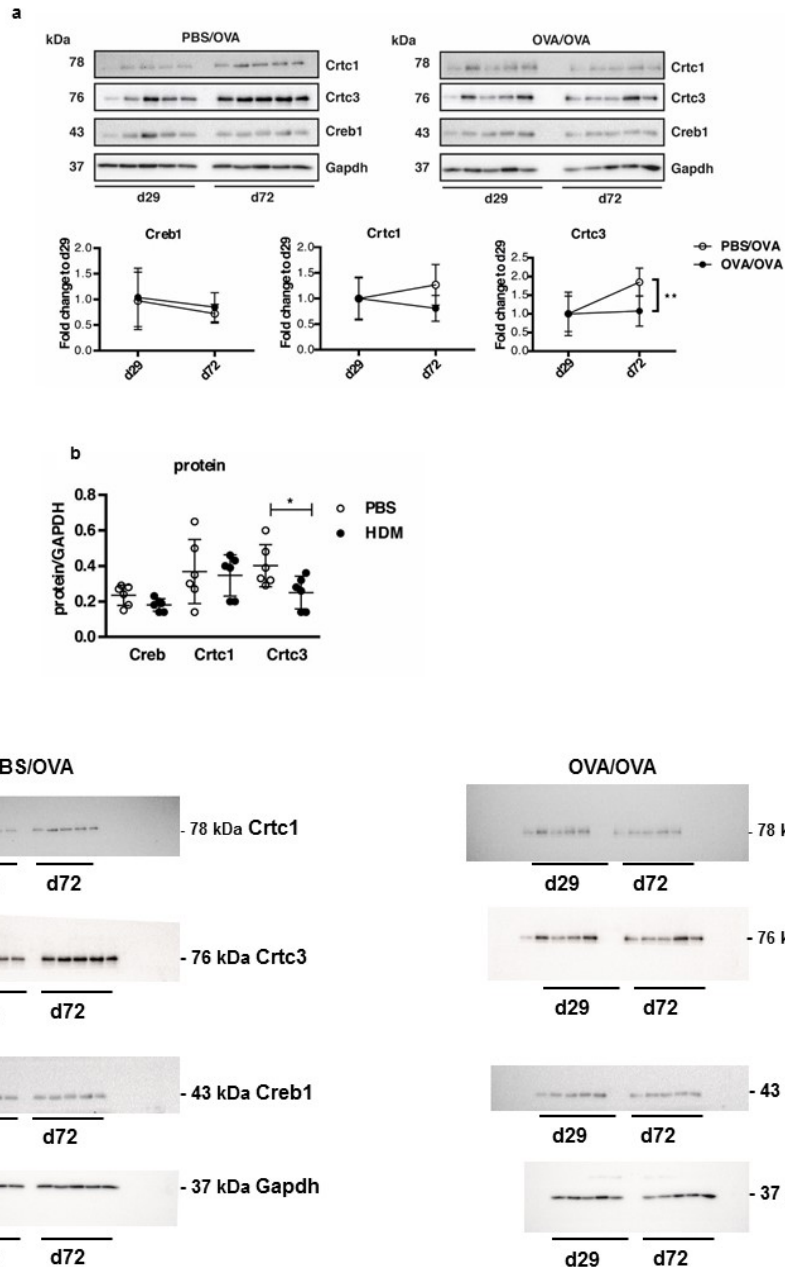 a
kDa PBS/OVA kDa OVA/OVA
78 Crtc1 78 Crtc1
76 Crtc3 76 Crtc3
43 Creb1 43 Creb1
37 Gapdh 37 Gapdh
d29 d72 d29 d72
Creb1
Fold change to d29
2.0
1.5
1.0
0.5
0.0
d29 d72
Crtc1
Fold change to d29
2.0
1.5
1.0
0.5
0.0
d29 d72
Crtc3
Fold change to d29
2.5
2.0
1.5
1.0
0.5
0.0
d29 d72
**
PBS/OVA
OVA/OVA
b
protein
protein/GAPDH
0.8
0.6
0.4
0.2
0.0
*
PBS
HDM
Creb Crtc1 Crtc3
BS/OVA OVA/OVA
- 78 kDa Crtc1 - 78 k
d72 d29 d72
- 76 kDa Crtc3 - 76 k
d72 d29 d72
- 43 kDa Creb1 - 43
d72 d29 d72
- 37 kDa Gapdh - 37
d72 d29 d72